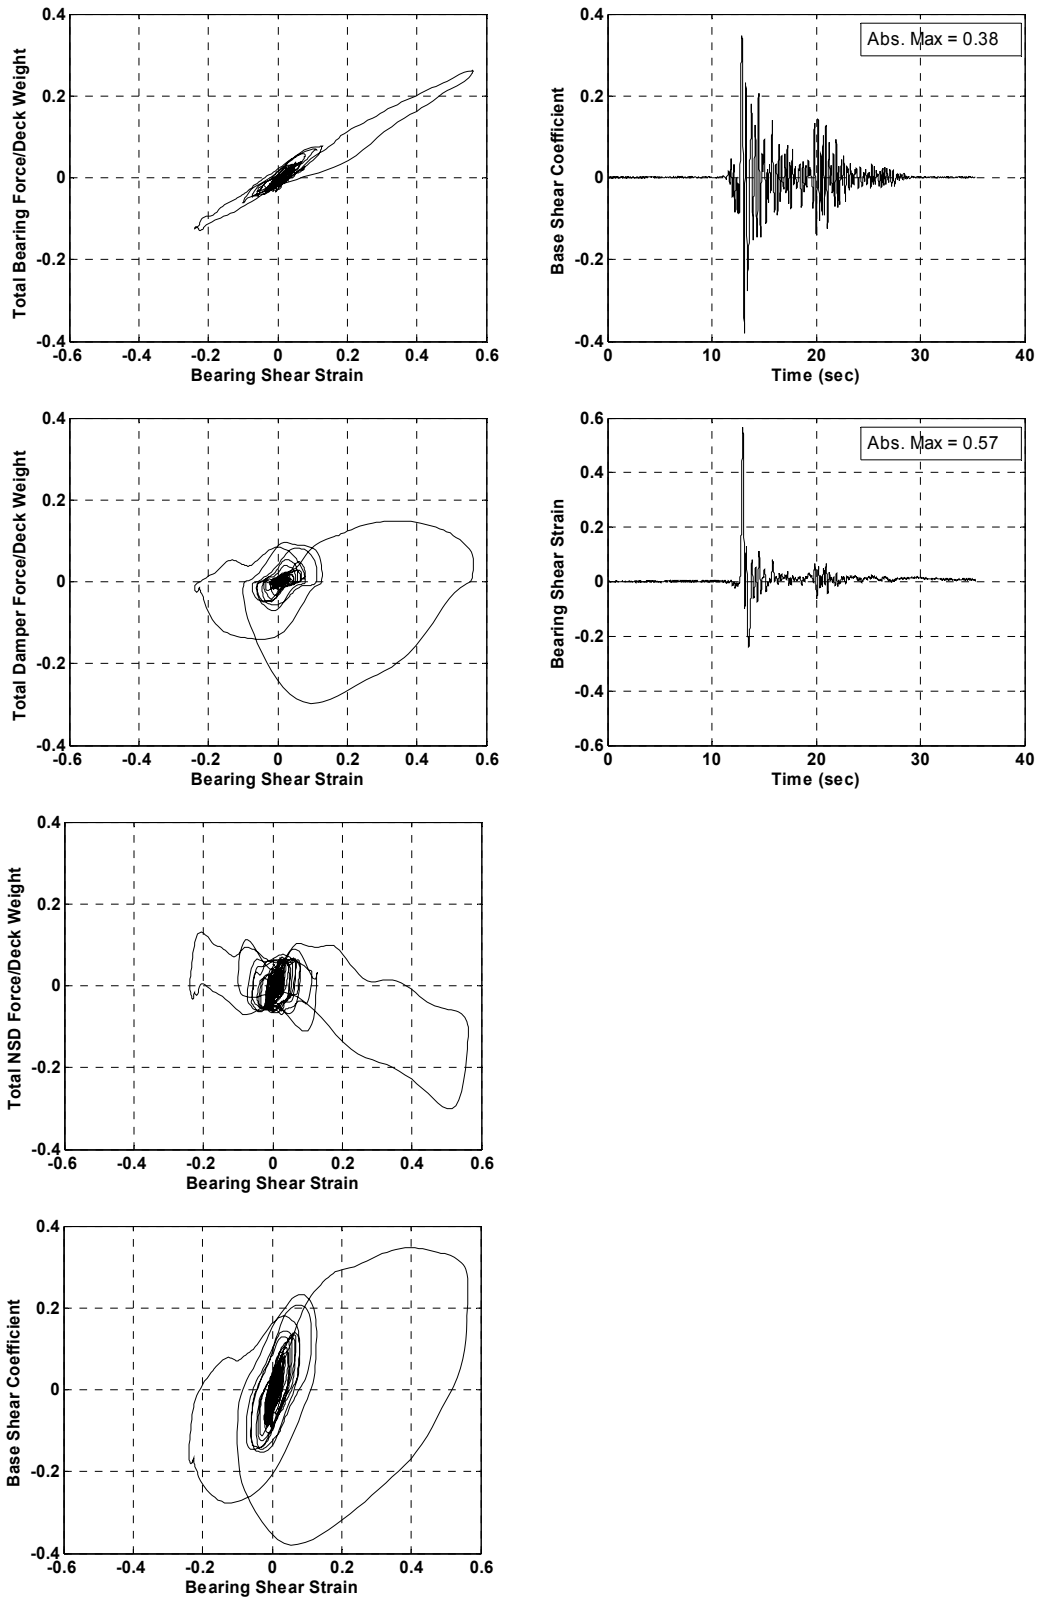 0.4
0.2
0
-0.2
-0.4
Total Bearing Force/Deck Weight
-0.6 -0.4 -0.2 0 0.2 0.4 0.6
Bearing Shear Strain
0.4
0.2
0
-0.2
-0.4
Base Shear Coefficient
Abs. Max = 0.38
0 10 20 30 40
Time (sec)
0.4
0.2
0
-0.2
-0.4
Total Damper Force/Deck Weight
-0.6 -0.4 -0.2 0 0.2 0.4 0.6
Bearing Shear Strain
0.6
0.4
0.2
0
-0.2
-0.4
-0.6
Bearing Shear Strain
Abs. Max = 0.57
0 10 20 30 40
Time (sec)
0.4
0.2
0
-0.2
-0.4
Total NSD Force/Deck Weight
-0.6 -0.4 -0.2 0 0.2 0.4 0.6
Bearing Shear Strain
0.4
0.2
0
-0.2
-0.4
Base Shear Coefficient
-0.6 -0.4 -0.2 0 0.2 0.4 0.6
Bearing Shear Strain